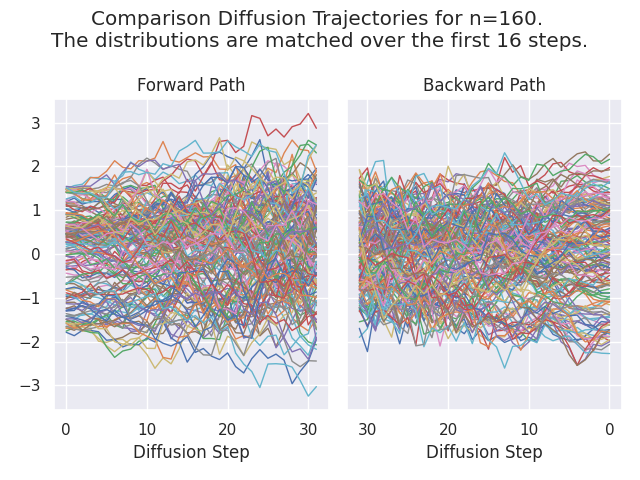 Comparison Diffusion Trajectories for n=160.
The distributions are matched over the first 16 steps.
Forward Path
Backward Path
3
2
1
0
−1
−2
−3
0 10 20 30
30 20 10 0
Diffusion Step
Diffusion Step